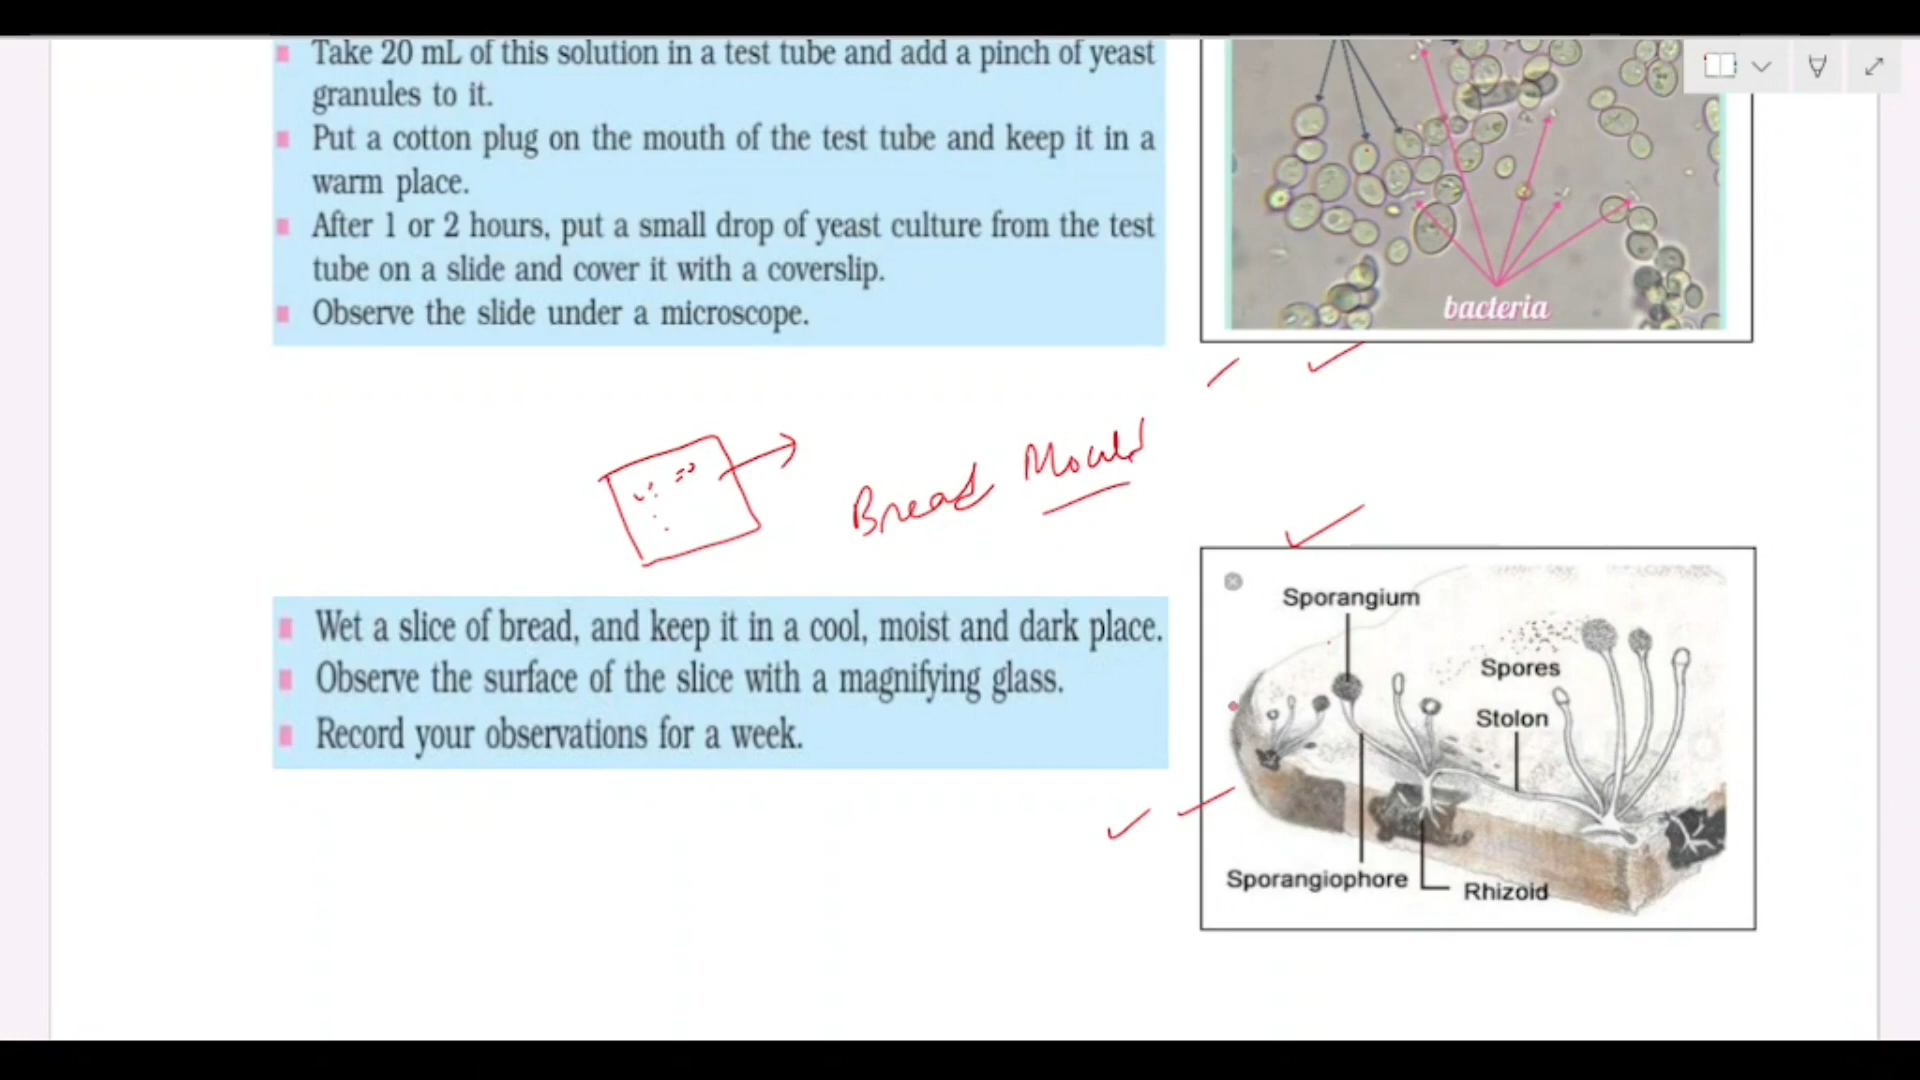 Take 20 mL of this solution in a test tube and add a pinch of yeast
granules to it.
Put a cotton plug on the mouth of the test tube and keep it in a
warm place.
After 1 or 2 hours, put a small drop of yeast culture from the test
tube on a slide and cover it with a coverslip.
Observe the slide under a microscope.
bacteria
Bread Mould
Wet a slice of bread, and keep it in a cool, moist and dark place.
Observe the surface of the slice with a magnifying glass.
Record your observations for a week.
Sporangium
Spores
Stolon
Sporangiophore
Rhizoid